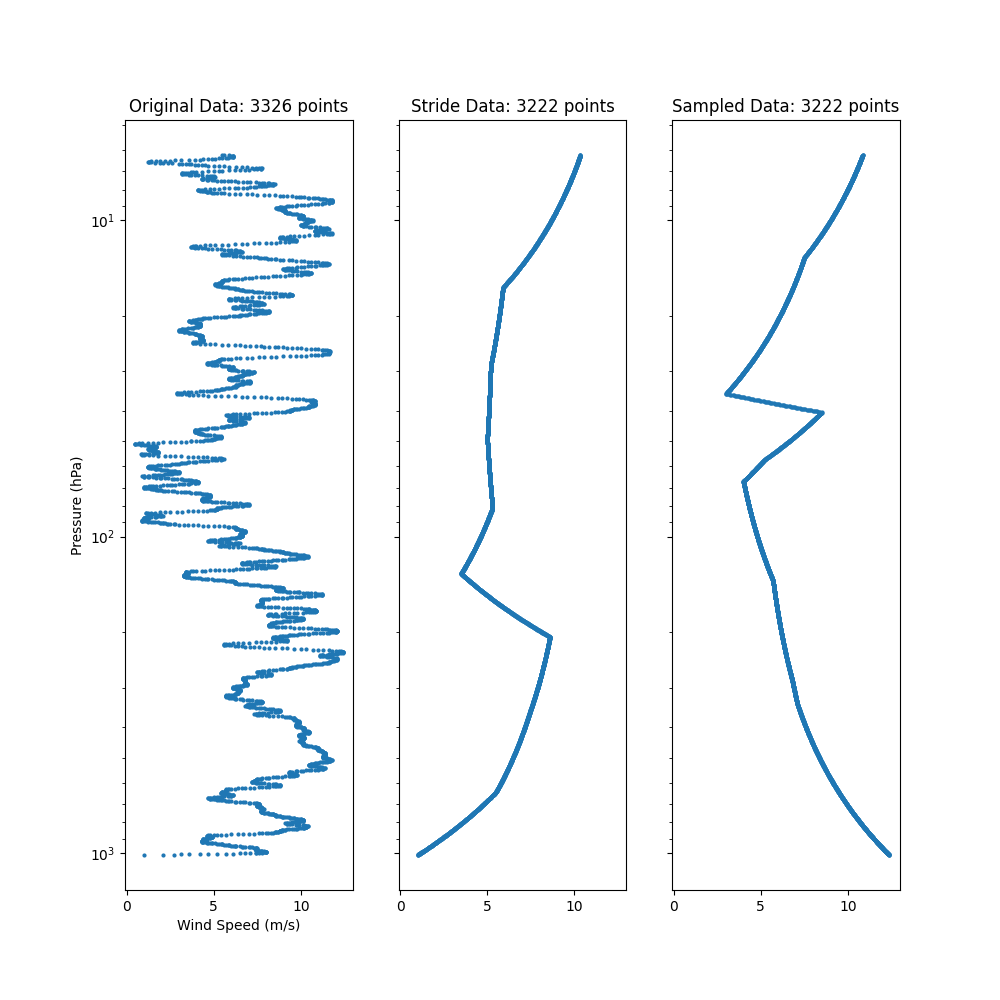 Original Data: 3326 points
Stride Data: 3222 points
Sampled Data: 3222 points
Pressure (hPa)
10¹
10²
10³
0 5 10
0 5 10
0 5 10
Wind Speed (m/s)